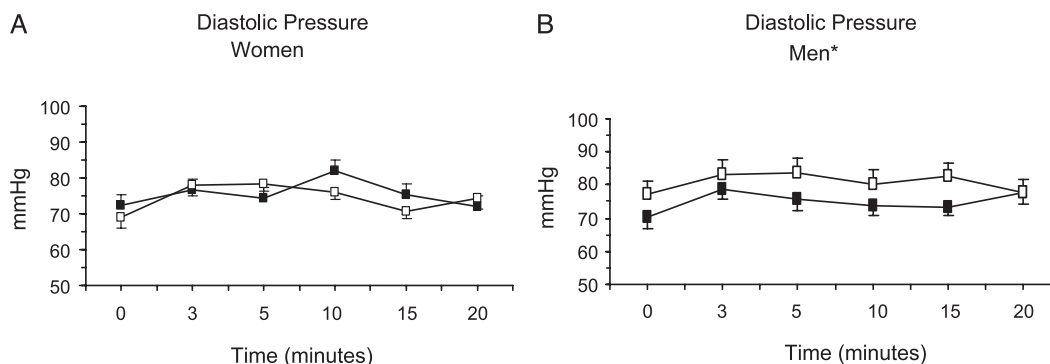 A
Diastolic Pressure
Women
100
90
80
70
60
50
mmHg
0 3 5 10 15 20
Time (minutes)
B
Diastolic Pressure
Men*
100
90
80
70
60
50
mmHg
0 3 5 10 15 20
Time (minutes)